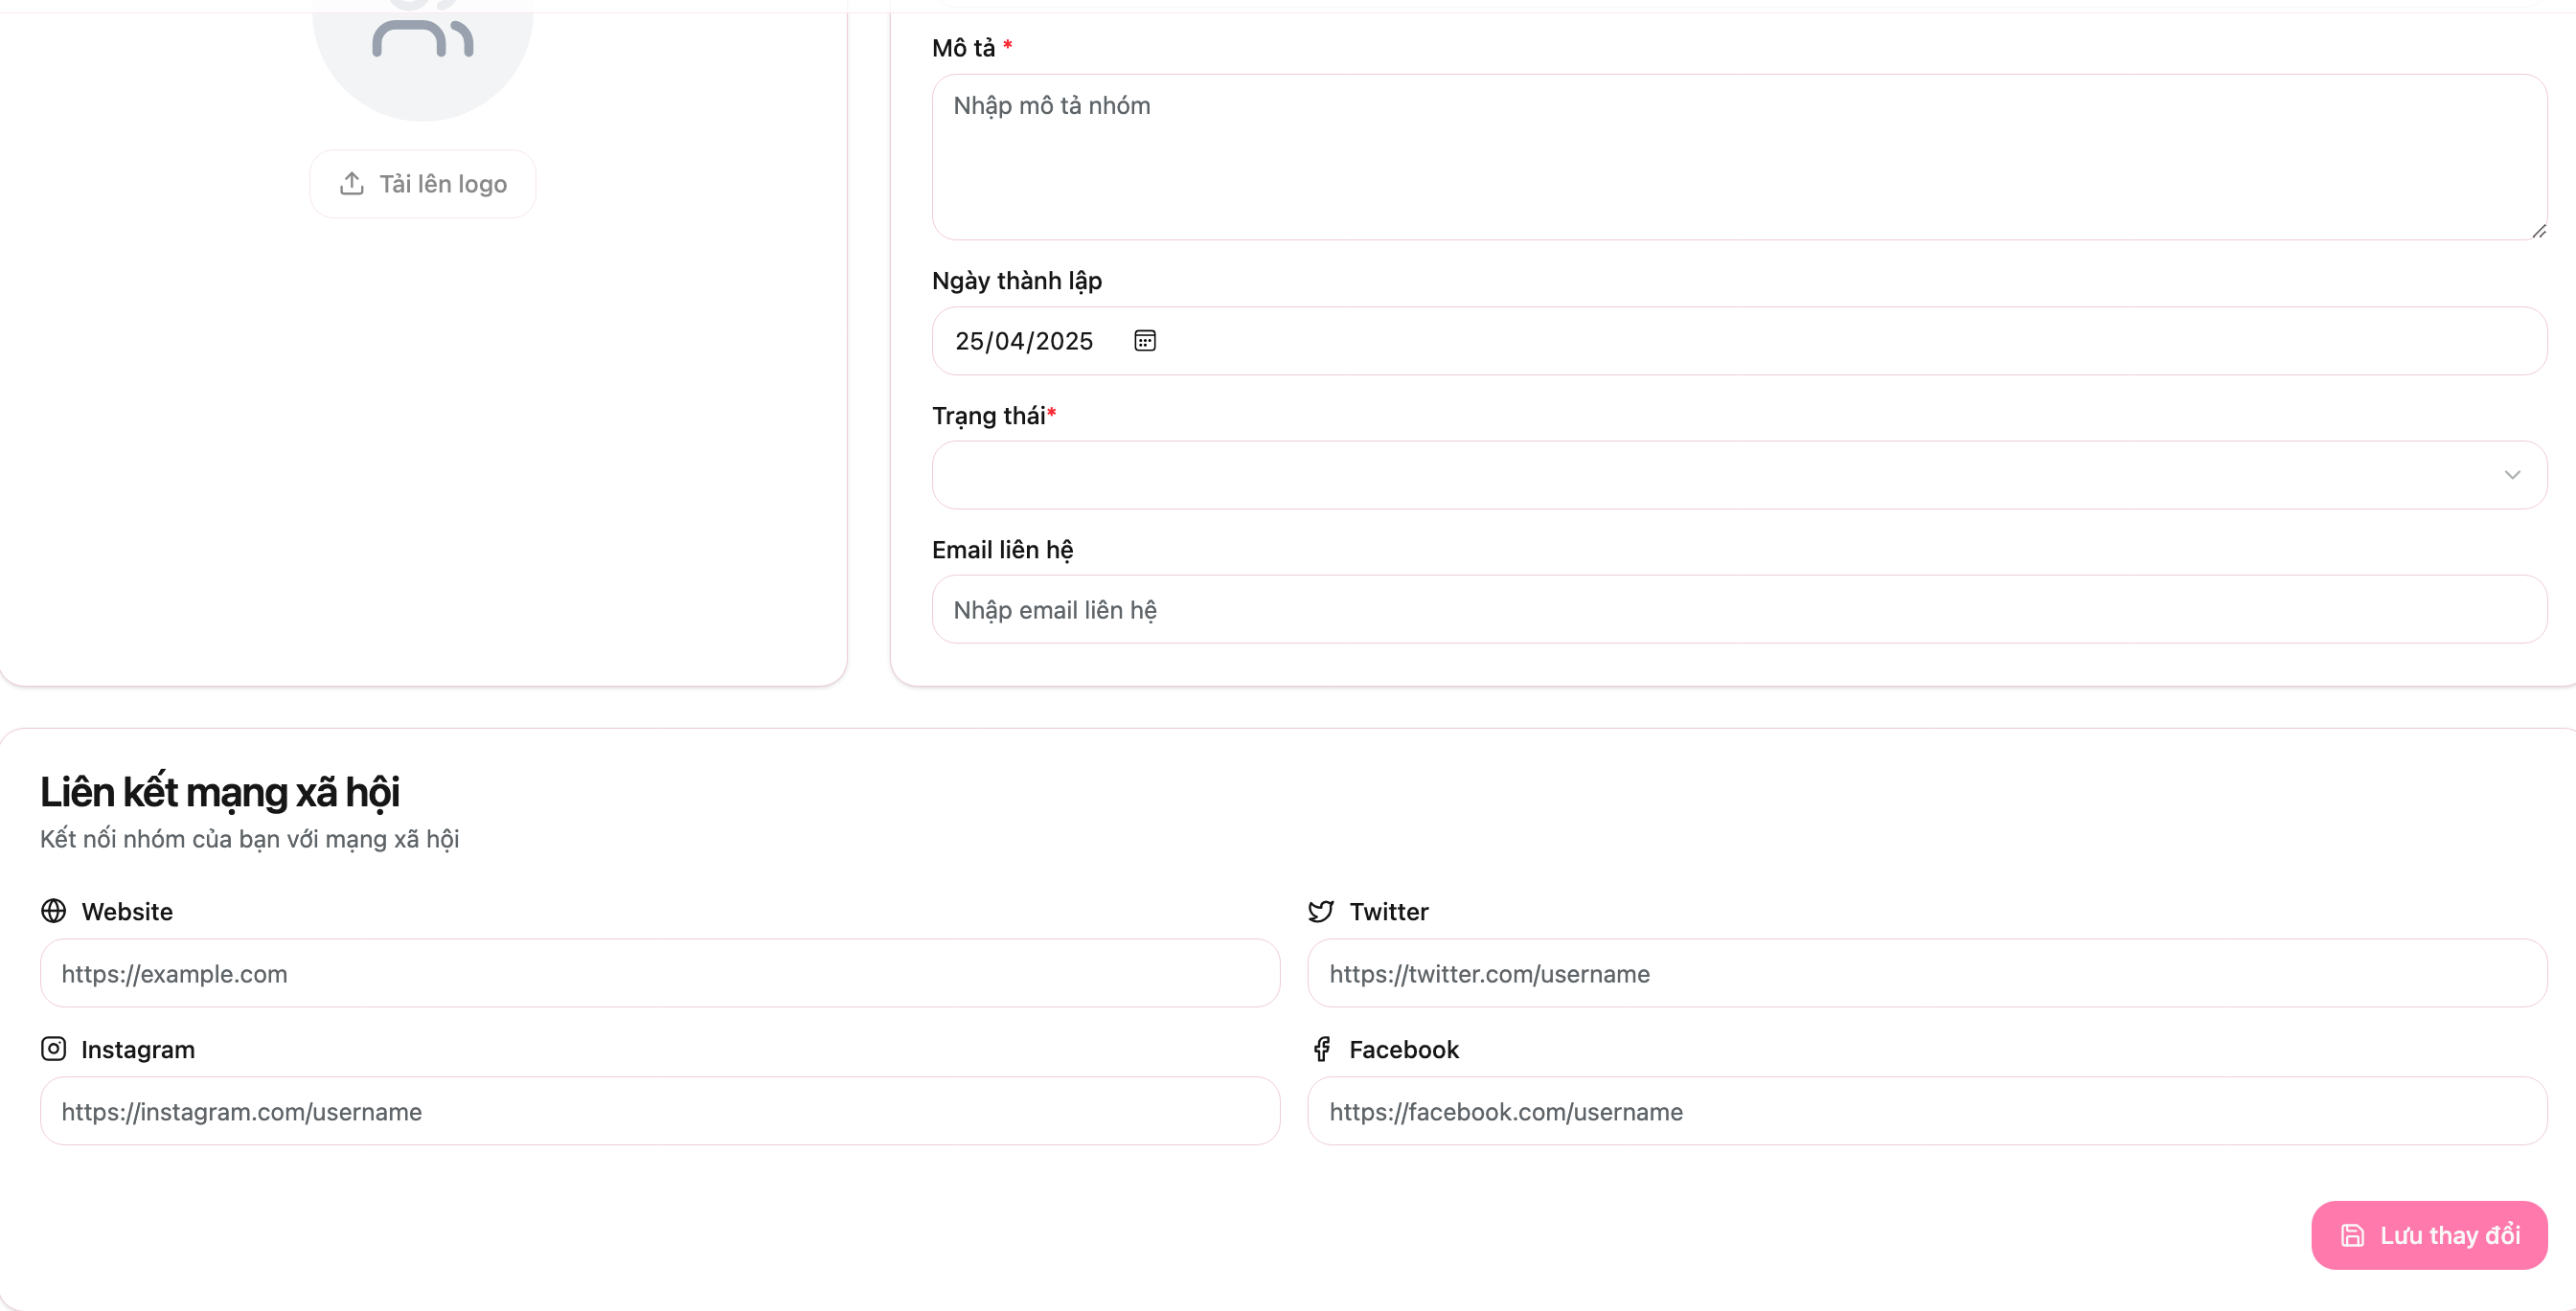 Tải lên logo
Mô tả *
Nhập mô tả nhóm
Ngày thành lập
25/04/2025
Trạng thái*
Email liên hệ
Nhập email liên hệ
Liên kết mạng xã hội
Kết nối nhóm của bạn với mạng xã hội
Website
https://example.com
Twitter
https://twitter.com/username
Instagram
https://instagram.com/username
Facebook
https://facebook.com/username
Lưu thay đổi